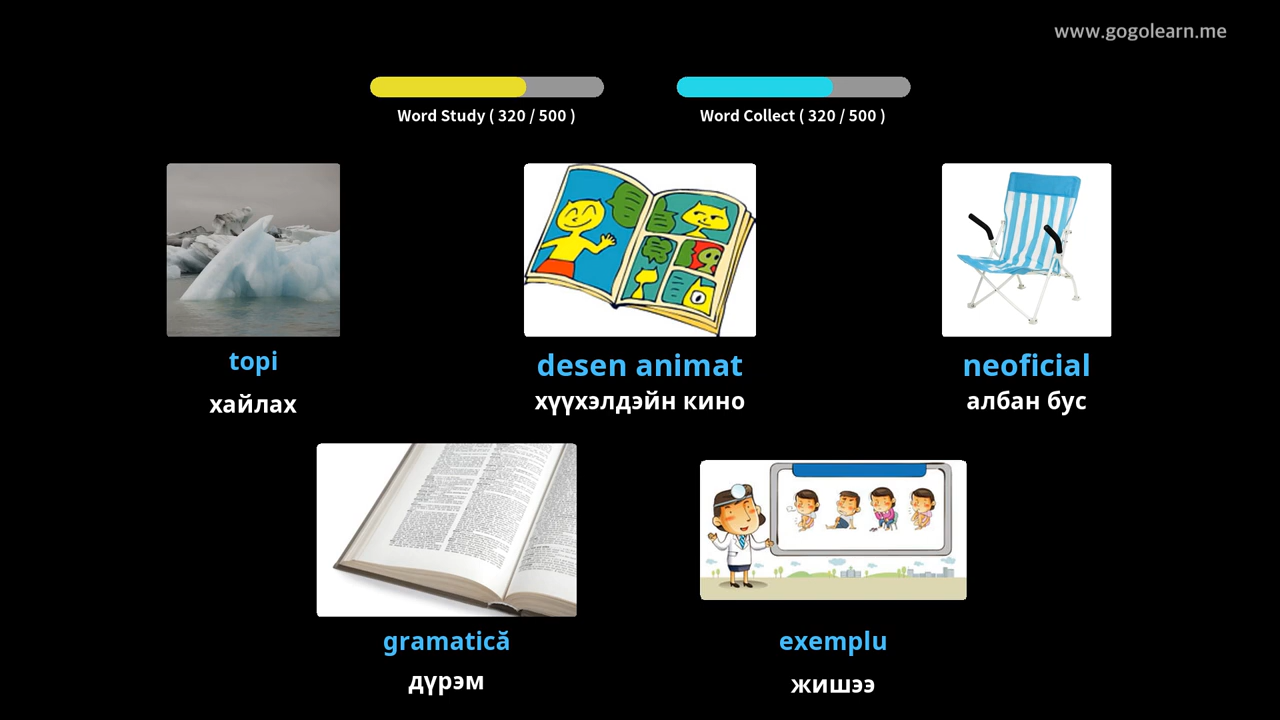 www.gogolearn.me
Word Study ( 320 / 500 )
Word Collect ( 320 / 500 )
topi
хайлах
desen animat
хүүхэлдэйн кино
neoficial
албан бус
gramatică
дүрэм
exemplu
жишээ